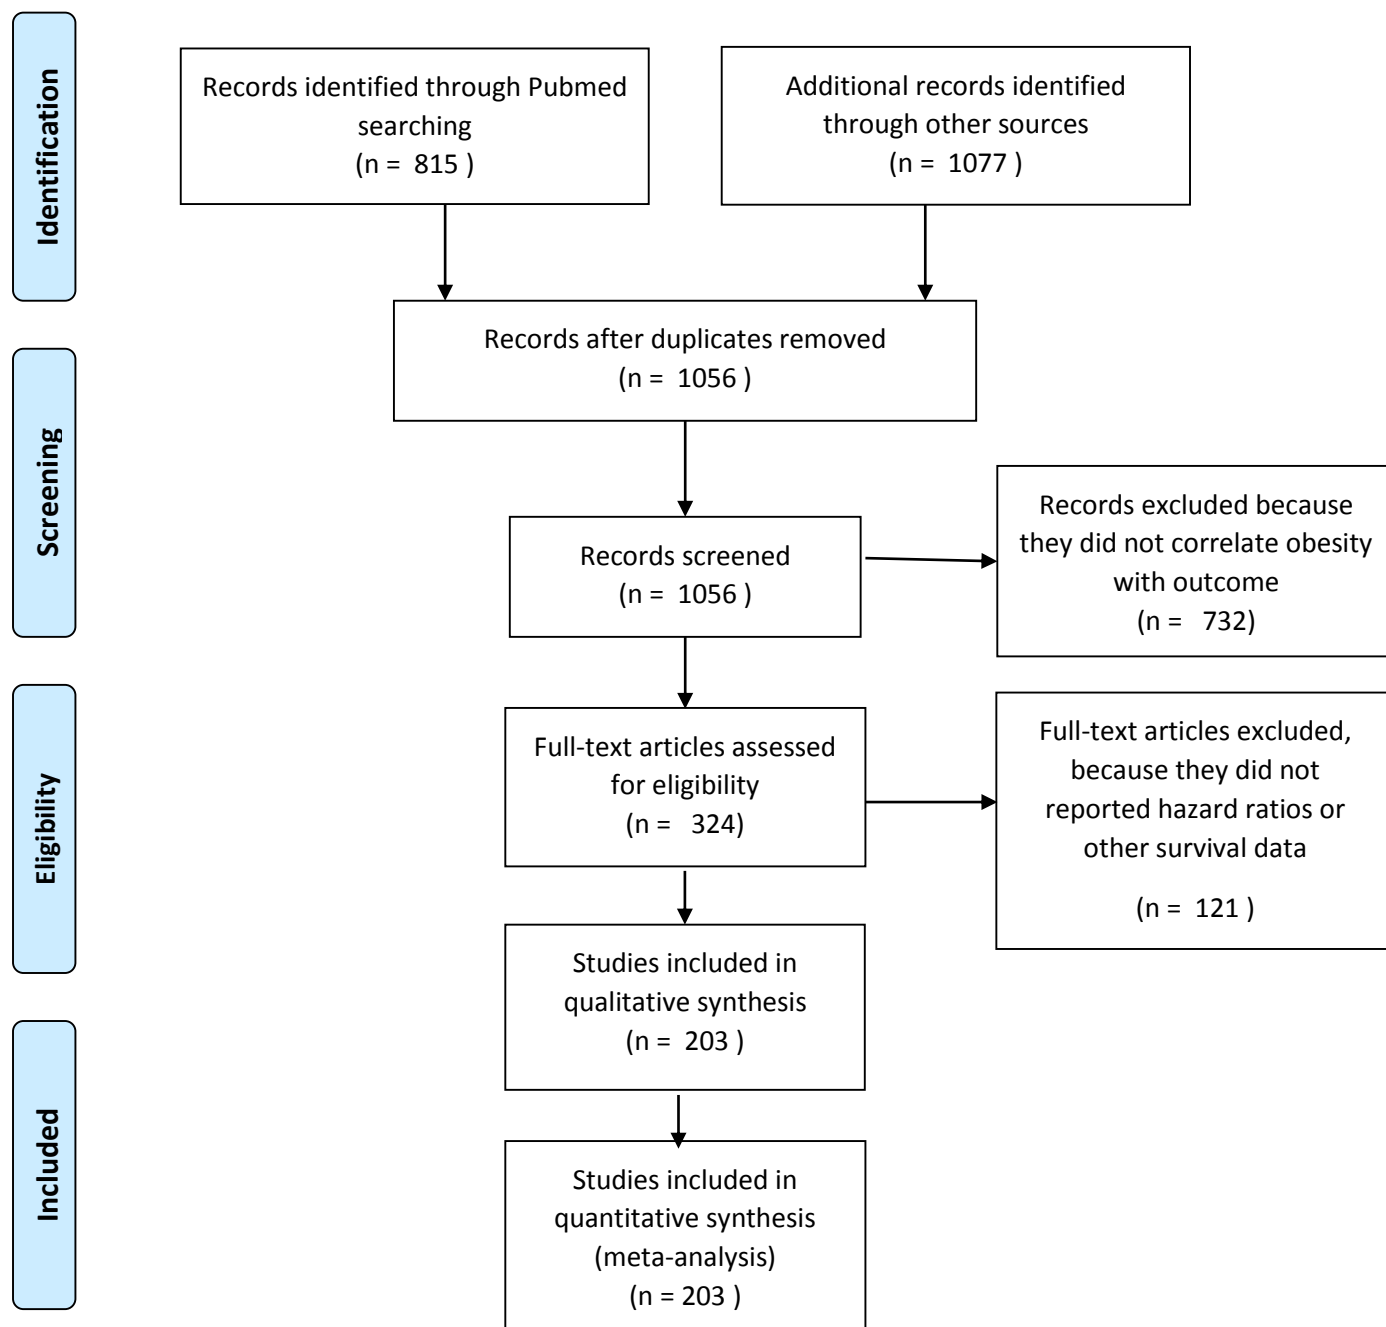 Identification
Records identified through Pubmed
searching
(n = 815 )
Additional records identified
through other sources
(n = 1077 )
Records after duplicates removed
(n = 1056 )
Screening
Records screened
(n = 1056 )
Records excluded because
they did not correlate obesity
with outcome
(n = 732)
Eligibility
Full-text articles assessed
for eligibility
(n = 324)
Full-text articles excluded,
because they did not
reported hazard ratios or
other survival data
(n = 121 )
Studies included in
qualitative synthesis
(n = 203 )
Included
Studies included in
quantitative synthesis
(meta-analysis)
(n = 203 )